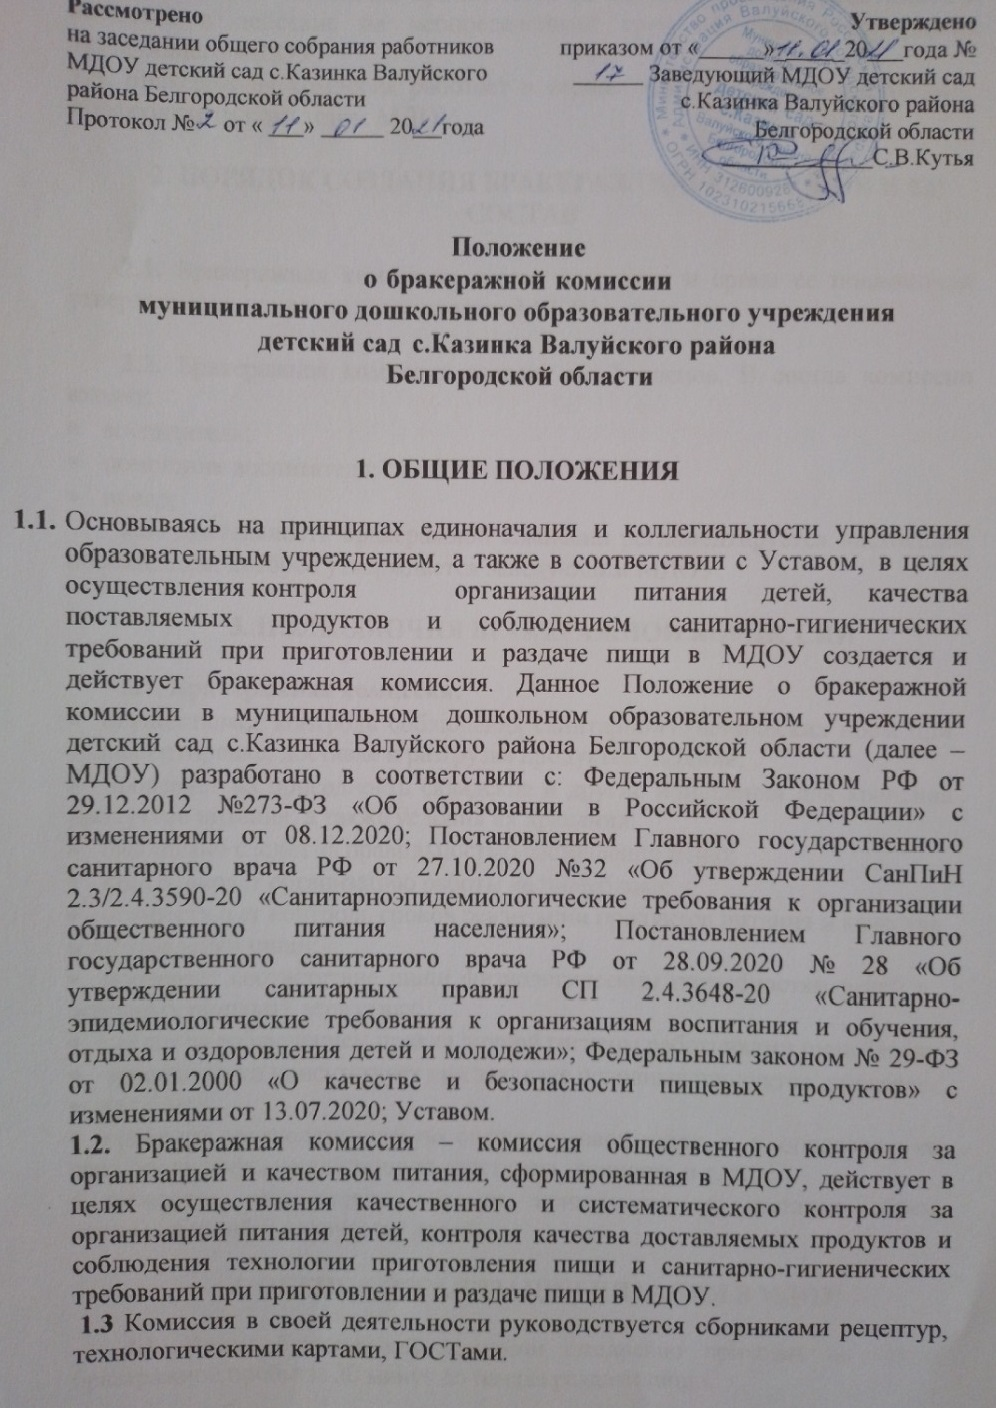 Рассмотрено
на заседании общего собрания работников
МДОУ детский сад с.Казинка Валуйского
района Белгородской области
Протокол № 2 от « 11 » 01 2021 года
Утверждено
приказом от « » 11.01 2021 года №
17 Заведующий МДОУ детский сад
с.Казинка Валуйского района
Белгородской области
С.В.Кутья
Положение
о бракеражной комиссии
муниципального дошкольного образовательного учреждения
детский сад с.Казинка Валуйского района
Белгородской области
1. ОБЩИЕ ПОЛОЖЕНИЯ
1.1. Основываясь на принципах единоначалия и коллегиальности управления
образовательным учреждением, а также в соответствии с Уставом, в целях
осуществления контроля организации питания детей, качества
поставляемых продуктов и соблюдением санитарно-гигиенических
требований при приготовлении и раздаче пищи в МДОУ создается и
действует бракеражная комиссия. Данное Положение о бракеражной
комиссии в муниципальном дошкольном образовательном учреждении
детский сад с.Казинка Валуйского района Белгородской области (далее –
МДОУ) разработано в соответствии с: Федеральным Законом РФ от
29.12.2012 №273-ФЗ «Об образовании в Российской Федерации» с
изменениями от 08.12.2020; Постановлением Главного государственного
санитарного врача РФ от 27.10.2020 №32 «Об утверждении СанПиН
2.3/2.4.3590-20 «Санитарноэпидемиологические требования к организации
общественного питания населения»; Постановлением Главного
государственного санитарного врача РФ от 28.09.2020 № 28 «Об
утверждении санитарных правил СП 2.4.3648-20 «Санитарно-
эпидемиологические требования к организациям воспитания и обучения,
отдыха и оздоровления детей и молодежи»; Федеральным законом № 29-ФЗ
от 02.01.2000 «О качестве и безопасности пищевых продуктов» с
изменениями от 13.07.2020; Уставом.
1.2. Бракеражная комиссия – комиссия общественного контроля за
организацией и качеством питания, сформированная в МДОУ, действует в
целях осуществления качественного и систематического контроля за
организацией питания детей, контроля качества доставляемых продуктов и
соблюдения технологии приготовления пищи и санитарно-гигиенических
требований при приготовлении и раздаче пищи в МДОУ.
1.3 Комиссия в своей деятельности руководствуется сборниками рецептур,
технологическими картами, ГОСТами.